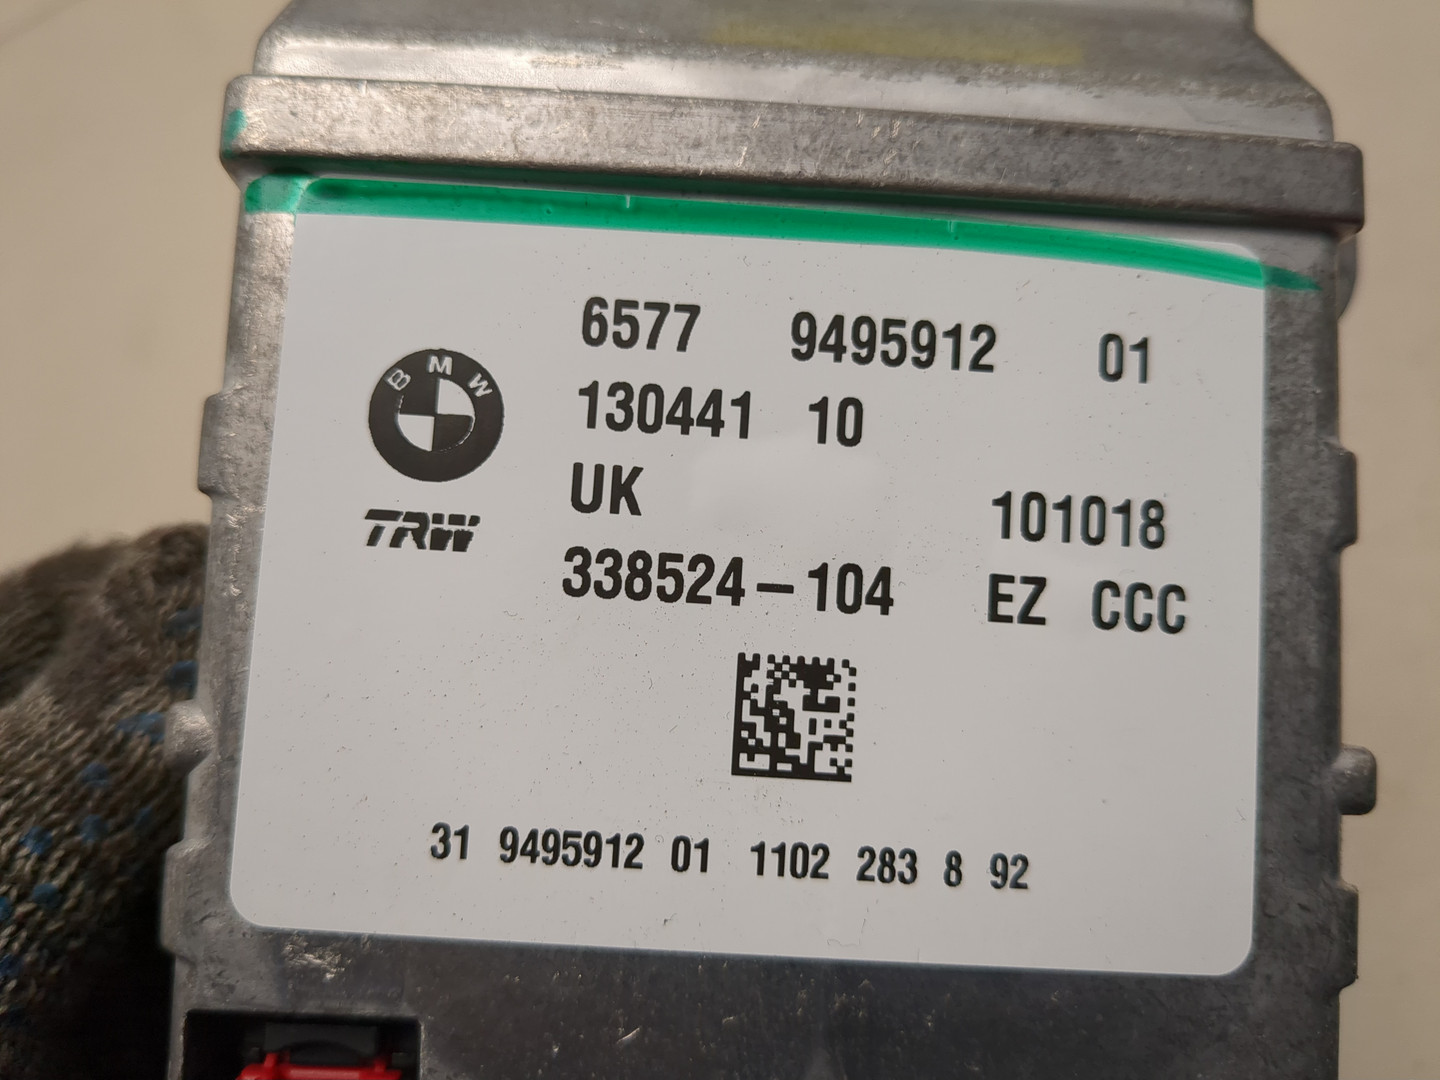 6577 9495912 01
130441 10
BMW
UK 101018
TRW
338524-104 EZ CCC
31 9495912 01 1102 283 8 92